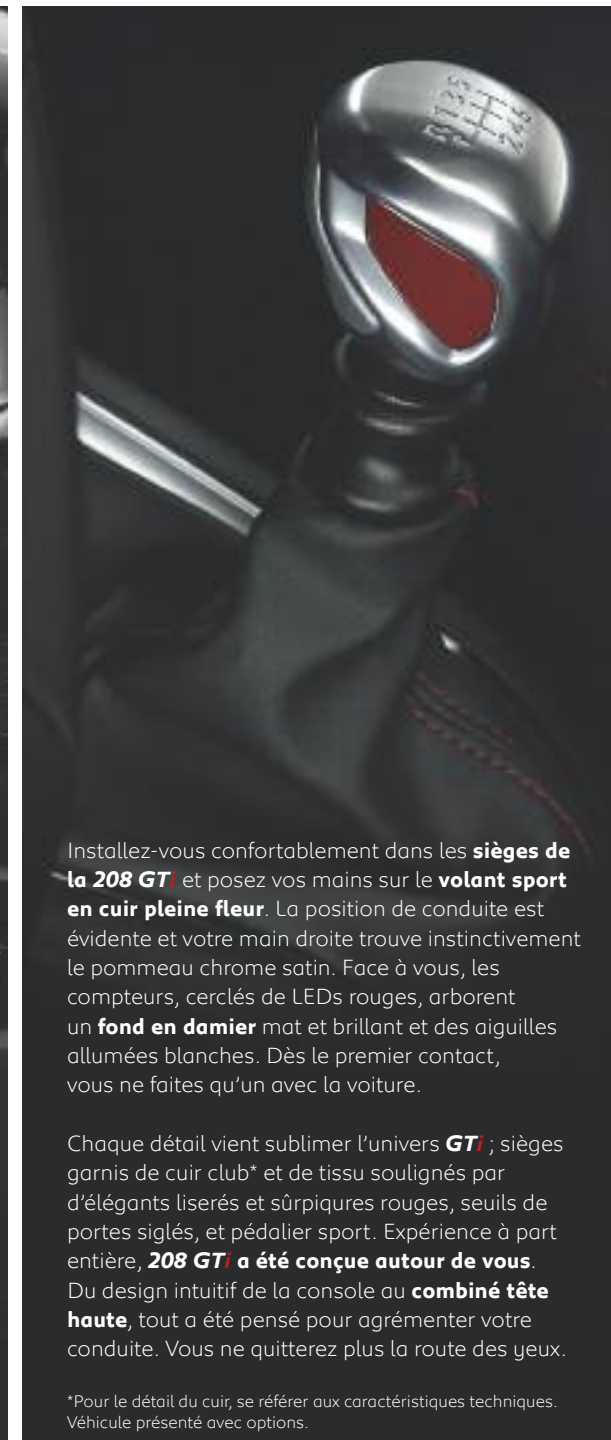 Installez-vous confortablement dans les sièges de
la 208 GTi et posez vos mains sur le volant sport
en cuir pleine fleur. La position de conduite est
évidente et votre main droite trouve instinctivement
le pommeau chrome satin. Face à vous, les
compteurs, cerclés de LEDs rouges, arborent
un fond en damier mat et brillant et des aiguilles
allumées blanches. Dès le premier contact,
vous ne faites qu’un avec la voiture.
Chaque détail vient sublimer l’univers GTi ; sièges
garnis de cuir club* et de tissu soulignés par
d’élégants liserés et sûrpiqures rouges, seuils de
portes siglés, et pédalier sport. Expérience à part
entière, 208 GTi a été conçue autour de vous.
Du design intuitif de la console au combiné tête
haute, tout a été pensé pour agrémenter votre
conduite. Vous ne quitterez plus la route des yeux.
*Pour le détail du cuir, se référer aux caractéristiques techniques.
Véhicule présenté avec options.